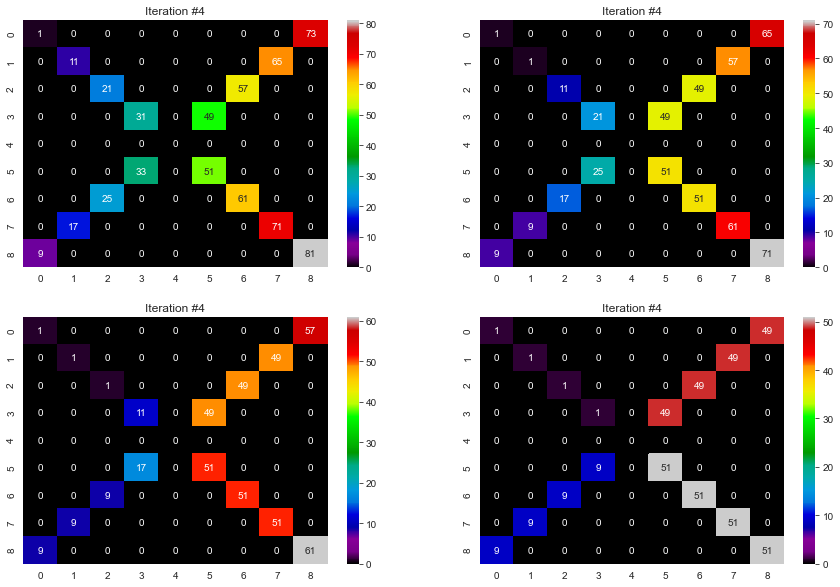 Iteration #4
0 1 0 0 0 0 0 0 0 73
1 0 11 0 0 0 0 0 65 0
2 0 0 21 0 0 0 57 0 0
3 0 0 0 31 0 49 0 0 0
4 0 0 0 0 0 0 0 0 0
5 0 0 0 33 0 51 0 0 0
6 0 0 25 0 0 0 61 0 0
7 0 17 0 0 0 0 0 71 0
8 9 0 0 0 0 0 0 0 81
0 1 2 3 4 5 6 7 8
80
70
60
50
40
30
20
10
0
Iteration #4
0 1 0 0 0 0 0 0 0 65
1 0 1 0 0 0 0 0 57 0
2 0 0 11 0 0 0 49 0 0
3 0 0 0 21 0 49 0 0 0
4 0 0 0 0 0 0 0 0 0
5 0 0 0 25 0 51 0 0 0
6 0 0 17 0 0 0 51 0 0
7 0 9 0 0 0 0 0 61 0
8 9 0 0 0 0 0 0 0 71
0 1 2 3 4 5 6 7 8
70
60
50
40
30
20
10
0
Iteration #4
0 1 0 0 0 0 0 0 0 57
1 0 1 0 0 0 0 0 49 0
2 0 0 1 0 0 0 49 0 0
3 0 0 0 11 0 49 0 0 0
4 0 0 0 0 0 0 0 0 0
5 0 0 0 17 0 51 0 0 0
6 0 0 9 0 0 0 51 0 0
7 0 9 0 0 0 0 0 51 0
8 9 0 0 0 0 0 0 0 61
0 1 2 3 4 5 6 7 8
60
50
40
30
20
10
0
Iteration #4
0 1 0 0 0 0 0 0 0 49
1 0 1 0 0 0 0 0 49 0
2 0 0 1 0 0 0 49 0 0
3 0 0 0 1 0 49 0 0 0
4 0 0 0 0 0 0 0 0 0
5 0 0 0 9 0 51 0 0 0
6 0 0 9 0 0 0 51 0 0
7 0 9 0 0 0 0 0 51 0
8 9 0 0 0 0 0 0 0 51
0 1 2 3 4 5 6 7 8
50
40
30
20
10
0